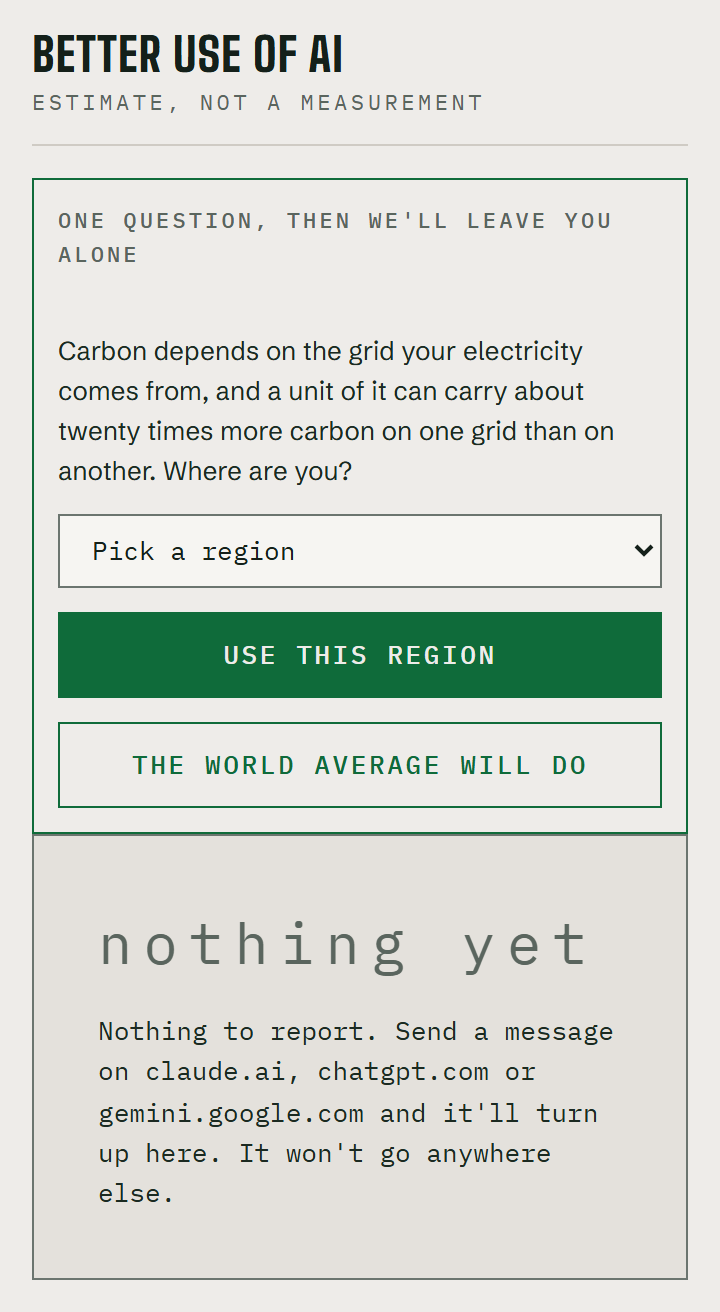 BETTER USE OF AI
ESTIMATE, NOT A MEASUREMENT
ONE QUESTION, THEN WE'LL LEAVE YOU
ALONE
Carbon depends on the grid your electricity
comes from, and a unit of it can carry about
twenty times more carbon on one grid than on
another. Where are you?
Pick a region
USE THIS REGION
THE WORLD AVERAGE WILL DO
nothing yet
Nothing to report. Send a message
on claude.ai, chatgpt.com or
gemini.google.com and it'll turn
up here. It won't go anywhere
else.